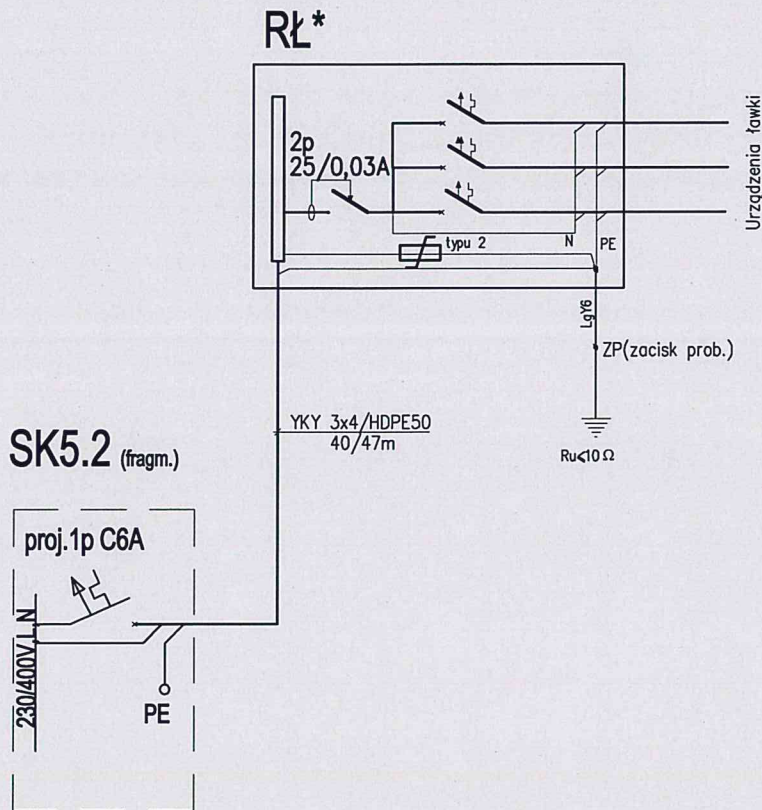 RŁ*
2p
25/0,03A
typu 2
N
PE
Urządzenia ławki
LgY6
ZP(zacisk prob.)
YKY 3x4/HDPE50
40/47m
Ru<10 Ω
SK5.2 (fragm.)
proj.1p C6A
230/400V L N
PE